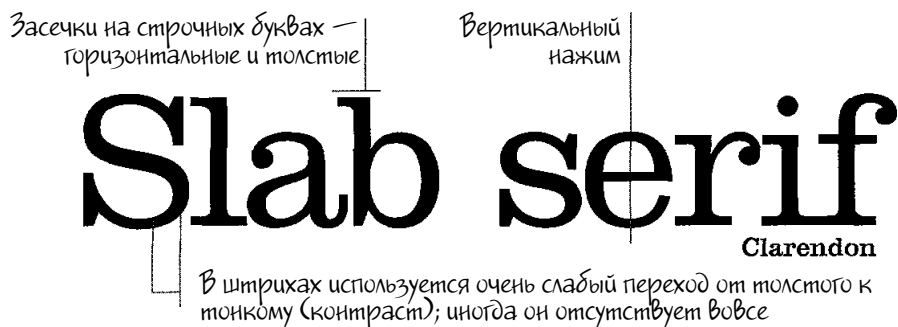 Засечки на строчных буквах —
горизонтальные и толстые
Вертикальный
нажим
Slab serif
Clarendon
В штрихах используется очень слабый переход от толстого к
тонкому (контраст); иногда он отсутствует вовсе